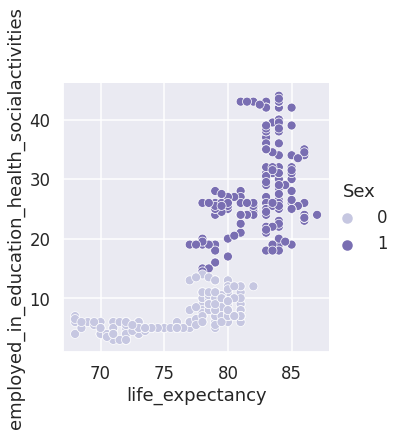 employed_in_education_health_socialactivities
40
30
20
10
70 75 80 85
life_expectancy
Sex
0
1